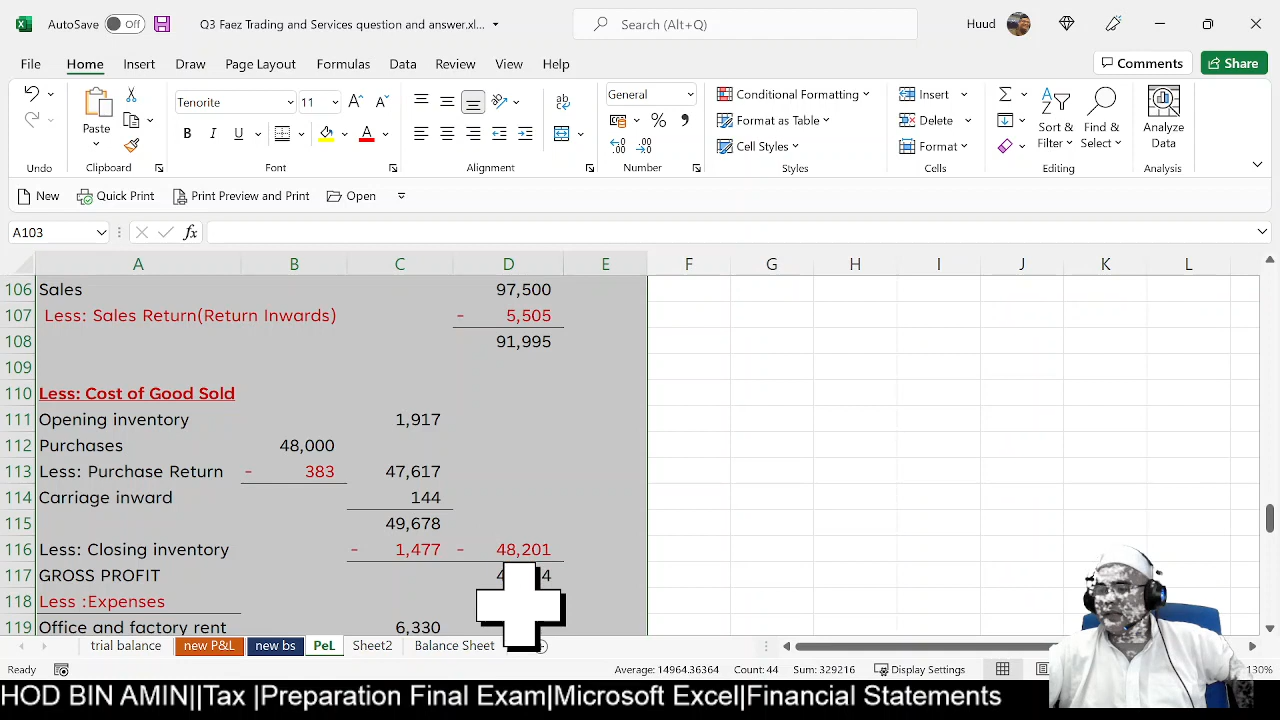 AutoSave Off Q3 Faez Trading and Services question and answer.xl... Search (Alt+Q) Huud
File Home Insert Draw Page Layout Formulas Data Review View Help Comments Share
General
Tenorite 11
Paste
Conditional Formatting
Format as Table
Cell Styles
Insert
Delete
Format
Sort & Filter
Find & Select
Analyze Data
Undo Clipboard Font Alignment Number Styles Cells Editing Analysis
New Quick Print Print Preview and Print Open
A103 fx
A B C D E F G H I J K L
106 Sales 97,500
107 Less: Sales Return(Return Inwards) - 5,505
108 91,995
109
110 Less: Cost of Good Sold
111 Opening inventory 1,917
112 Purchases 48,000
113 Less: Purchase Return - 383 47,617
114 Carriage inward 144
115 49,678
116 Less: Closing inventory - 1,477 - 48,201
117 GROSS PROFIT
118 Less :Expenses
119 Office and factory rent 6,330
trial balance new P&L new bs PeL Sheet2 Balance Sheet
Ready Average: 1496436364 Count: 44 Sum: 329216 Display Settings 130%
HOD BIN AMIN||Tax |Preparation Final Exam|Microsoft Excel|Financial Statements